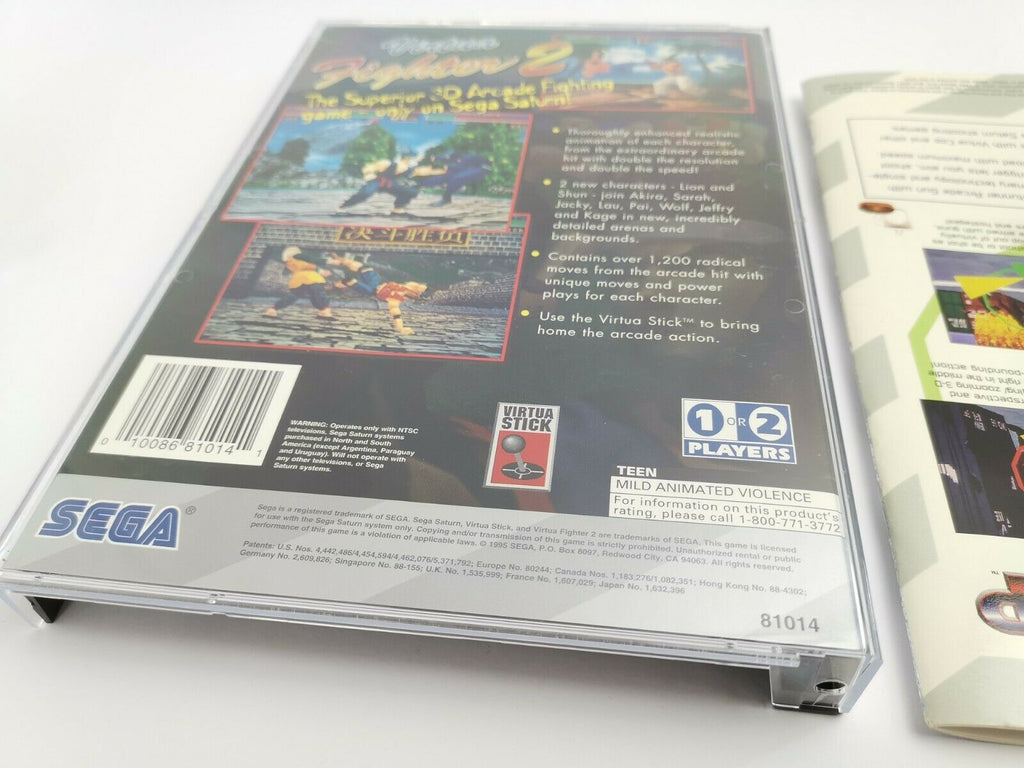 Virtua
Fighter 2
The Superior 3D Arcade Fighting
game - only on Sega Saturn!
• Thoroughly enhanced realistic
animation of each character,
from the extraordinary arcade
hit with double the resolution
and double the speed!
• 2 new characters - Lion and
Shun - join Akira, Sarah,
Jacky, Lau, Pai, Wolf, Jeffry
and Kage in new, incredibly
detailed arenas and
backgrounds.
• Contains over 1,200 radical
moves from the arcade hit with
unique moves and power
plays for each character.
• Use the Virtua Stick™ to bring
home the arcade action.
決斗胜负
0 10086 81014 1
WARNING: Operates only with NTSC
televisions. Sega Saturn systems
purchased in North and South
America (except Argentina, Paraguay
and Uruguay). Will not operate with
any other televisions, or Sega
Saturn systems.
VIRTUA
STICK
1 OR 2
PLAYERS
TEEN
MILD ANIMATED VIOLENCE
For information on this product's
rating, please call 1-800-771-3772
SEGA®
Sega is a registered trademark of SEGA. Sega Saturn, Virtua Stick, and Virtua Fighter 2 are trademarks of SEGA. This game is licensed
for use with the Sega Saturn system only. Copying and/or transmission of this game is strictly prohibited. Unauthorized rental or public
performance of this game is a violation of applicable laws. © 1995 SEGA, P.O. Box 8097, Redwood City, CA 94063. All rights reserved.
Patents: U.S. Nos. 4,442,486/4,454,594/4,462,076/5,371,792; Europe No. 80244; Canada Nos. 1,183,276/1,082,351; Hong Kong No. 88-4302;
Germany No. 2,609,826; Singapore No. 88-155; U.K. No. 1,535,999; France No. 1,607,029; Japan No. 1,632,396
81014